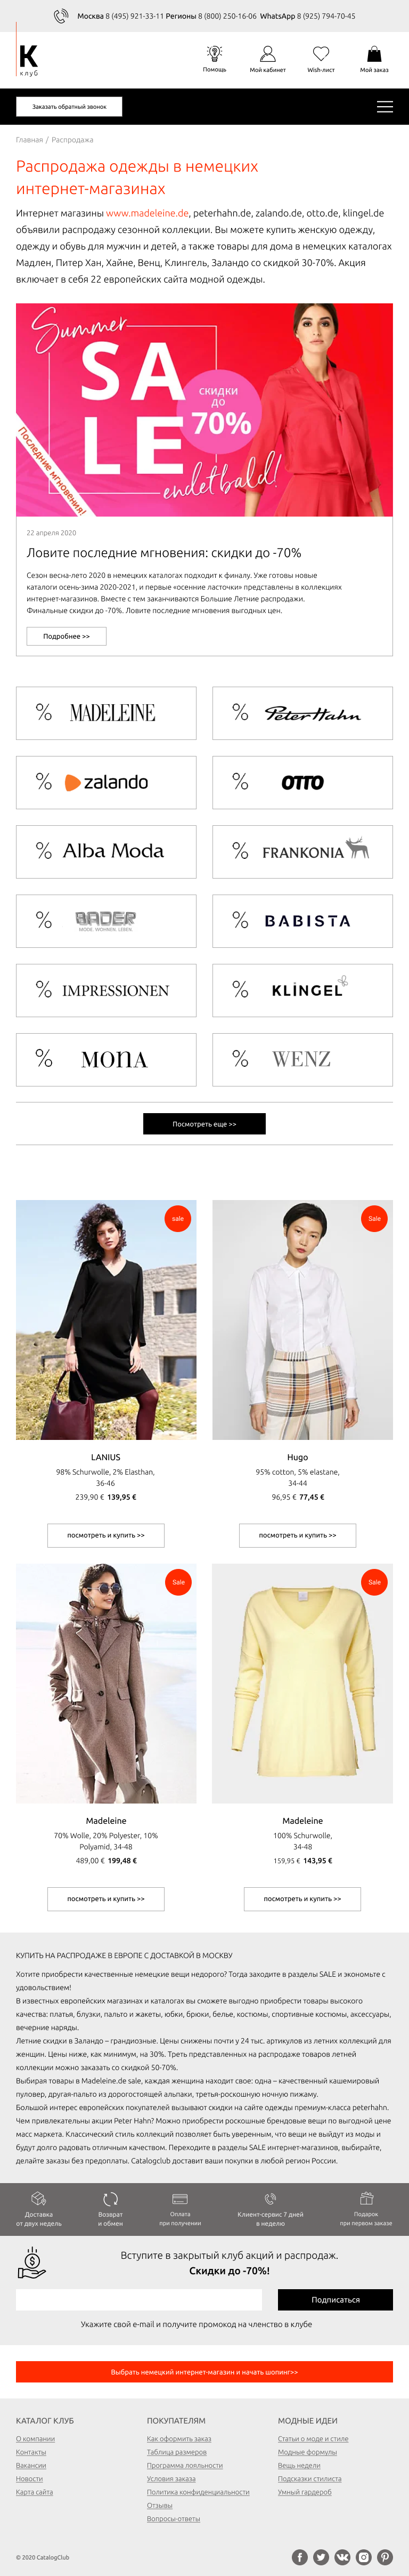 Москва 8 (495) 921-33-11 Регионы 8 (800) 250-16-06 WhatsApp 8 (925) 794-70-45
К
клуб
Помощь
Мой кабинет
Wish-лист
Мой заказ
Заказать обратный звонок
Главная / Распродажа
Распродажа одежды в немецких
интернет-магазинах
Интернет магазины www.madeleine.de, peterhahn.de, zalando.de, otto.de, klingel.de
объявили распродажу сезонной коллекции. Вы можете купить женскую одежду,
одежду и обувь для мужчин и детей, а также товары для дома в немецких каталогах
Мадлен, Питер Хан, Хайне, Венц, Клингель, Заландо со скидкой 30-70%. Акция
включает в себя 22 европейских сайта модной одежды.
Summer
SA
LE
СКИДКИ
ДО
70%
endetbald!
Последние мгновения!
22 апреля 2020
Ловите последние мгновения: скидки до -70%
Сезон весна-лето 2020 в немецких каталогах подходит к финалу. Уже готовы новые
каталоги осень-зима 2020-2021, и первые «осенние ласточки» представлены в коллекциях
интернет-магазинов. Вместе с тем заканчиваются Большие Летние распродажи.
Финальные скидки до -70%. Ловите последние мгновения выгодных цен.
Подробнее >>
% MADELEINE
% Peter Hahn
% zalando
% OTTO
% Alba Moda
% FRANKONIA
% BADER
MODE. WOHNEN. LEBEN.
% BABISTA
% IMPRESSIONEN
% KLiNGEL
% MONA
% WENZ
Посмотреть еще >>
sale
Sale
LANIUS
98% Schurwolle, 2% Elasthan,
36-46
239,90 € 139,95 €
Hugo
95% cotton, 5% elastane,
34-44
96,95 € 77,45 €
посмотреть и купить >>
посмотреть и купить >>
Sale
Sale
Madeleine
70% Wolle, 20% Polyester, 10%
Polyamid, 34-48
489,00 € 199,48 €
Madeleine
100% Schurwolle,
34-48
159,95 € 143,95 €
посмотреть и купить >>
посмотреть и купить >>
КУПИТЬ НА РАСПРОДАЖЕ В ЕВРОПЕ С ДОСТАВКОЙ В МОСКВУ
Хотите приобрести качественные немецкие вещи недорого? Тогда заходите в разделы SALE и экономьте с
удовольствием!
В известных европейских магазинах и каталогах вы сможете выгодно приобрести товары высокого
качества: платья, блузки, пальто и жакеты, юбки, брюки, белье, костюмы, спортивные костюмы, аксессуары,
вечерние наряды.
Летние скидки в Заландо – грандиозные. Цены снижены почти у 24 тыс. артикулов из летних коллекций для
женщин. Цены ниже, как минимум, на 30%. Треть представленных на распродаже товаров летней
коллекции можно заказать со скидкой 50-70%.
Выбирая товары в Madeleine.de sale, каждая женщина находит свое: одна – качественный кашемировый
пуловер, другая-пальто из дорогостоящей альпаки, третья-роскошную ночную пижаму.
Большой интерес европейских покупателей вызывают скидки на сайте одежды премиум-класса peterhahn.
Чем привлекательны акции Peter Hahn? Можно приобрести роскошные брендовые вещи по выгодной цене
масс маркета. Классический стиль коллекций позволяет быть уверенным, что вещи не выйдут из моды и
будут долго радовать отличным качеством. Переходите в разделы SALE интернет-магазинов, выбирайте,
делайте заказы без предоплаты. Catalogclub доставит ваши покупки в любой регион России.
Доставка
от двух недель
Возврат
и обмен
Оплата
при получении
Клиент-сервис 7 дней
в неделю
Подарок
при первом заказе
Вступите в закрытый клуб акций и распродаж.
Скидки до -70%!
Подписаться
Укажите свой e-mail и получите промокод на членство в клубе
Выбрать немецкий интернет-магазин и начать шопинг>>
КАТАЛОГ КЛУБ
О компании
Контакты
Вакансии
Новости
Карта сайта
ПОКУПАТЕЛЯМ
Как оформить заказ
Таблица размеров
Программа лояльности
Условия заказа
Политика конфиденциальности
Отзывы
Вопросы-ответы
МОДНЫЕ ИДЕИ
Статьи о моде и стиле
Модные формулы
Вещь недели
Подсказки стилиста
Умный гардероб
© 2020 CatalogClub